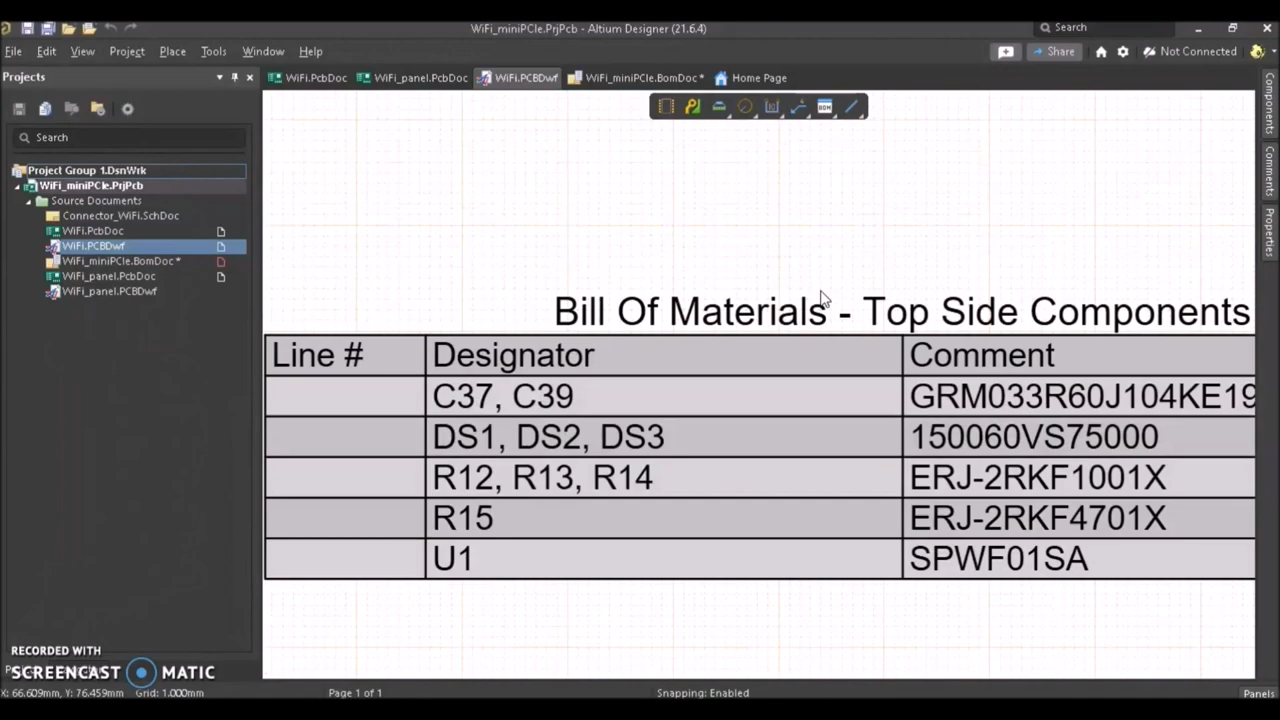 WiFi_miniPCIe.PrjPcb - Altium Designer (21.6.4)
Search
File Edit View Project Place Tools Window Help
Share
Not Connected
Projects
WiFi.PcbDoc
WiFi_panel.PcbDoc
WiFi.PCBDwf
WiFi_miniPCIe.BomDoc *
Home Page
BOM
Search
Project Group 1.DsnWrk
WiFi_miniPCIe.PrjPcb
Source Documents
Connector_WiFi.SchDoc
WiFi.PcbDoc
WiFi.PCBDwf
WiFi_miniPCIe.BomDoc *
WiFi_panel.PcbDoc
WiFi_panel.PCBDwf
Bill Of Materials - Top Side Components
Line # Designator Comment
C37, C39 GRM033R60J104KE19
DS1, DS2, DS3 150060VS75000
R12, R13, R14 ERJ-2RKF1001X
R15 ERJ-2RKF4701X
U1 SPWF01SA
Components
Comments
Properties
RECORDED WITH
SCREENCAST MATIC
X: 66.609mm, Y: 76.459mm Grid: 1.000mm
Page 1 of 1
Snapping: Enabled
Panels